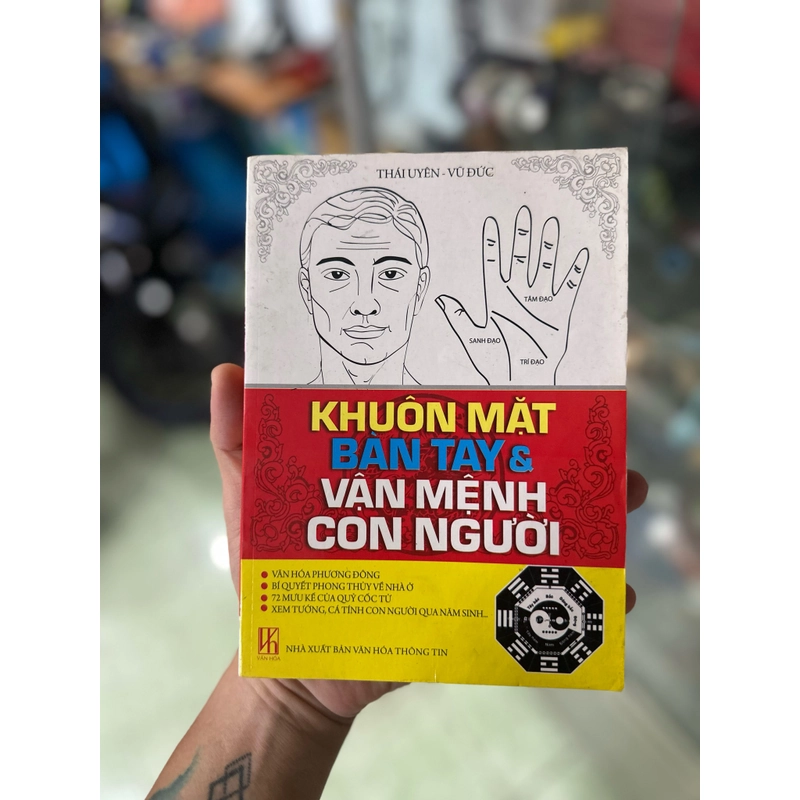 THÁI UYÊN - VŨ ĐỨC
TÂM ĐẠO
SANH ĐẠO
TRÍ ĐẠO
KHUÔN MẶT
BÀN TAY &
VẬN MỆNH
CON NGƯỜI
VĂN HÓA PHƯƠNG ĐÔNG
BÍ QUYẾT PHONG THỦY VỀ NHÀ Ở
72 MƯU KẾ CỦA QUỶ CỐC TỬ
XEM TƯỚNG, CÁ TÍNH CON NGƯỜI QUA NĂM SINH...
VĂN HÓA
NHÀ XUẤT BẢN VĂN HÓA THÔNG TIN